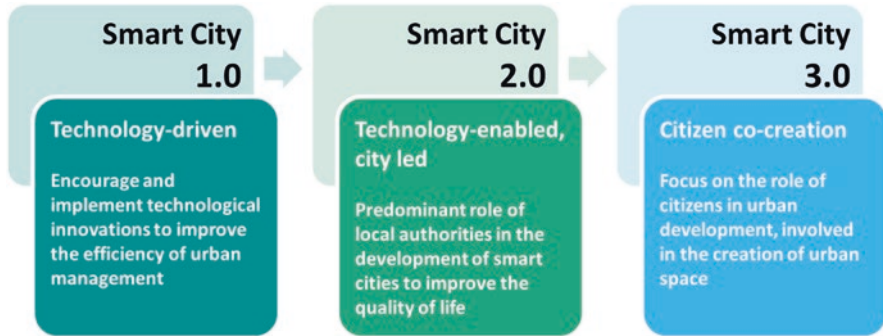 Smart City
1.0
Technology-driven
Encourage and
implement technological
innovations to improve
the efficiency of urban
management
Smart City
2.0
Technology-enabled,
city led
Predominant role of
local authorities in the
development of smart
cities to improve the
quality of life
Smart City
3.0
Citizen co-creation
Focus on the role of
citizens in urban
development, involved
in the creation of urban
space